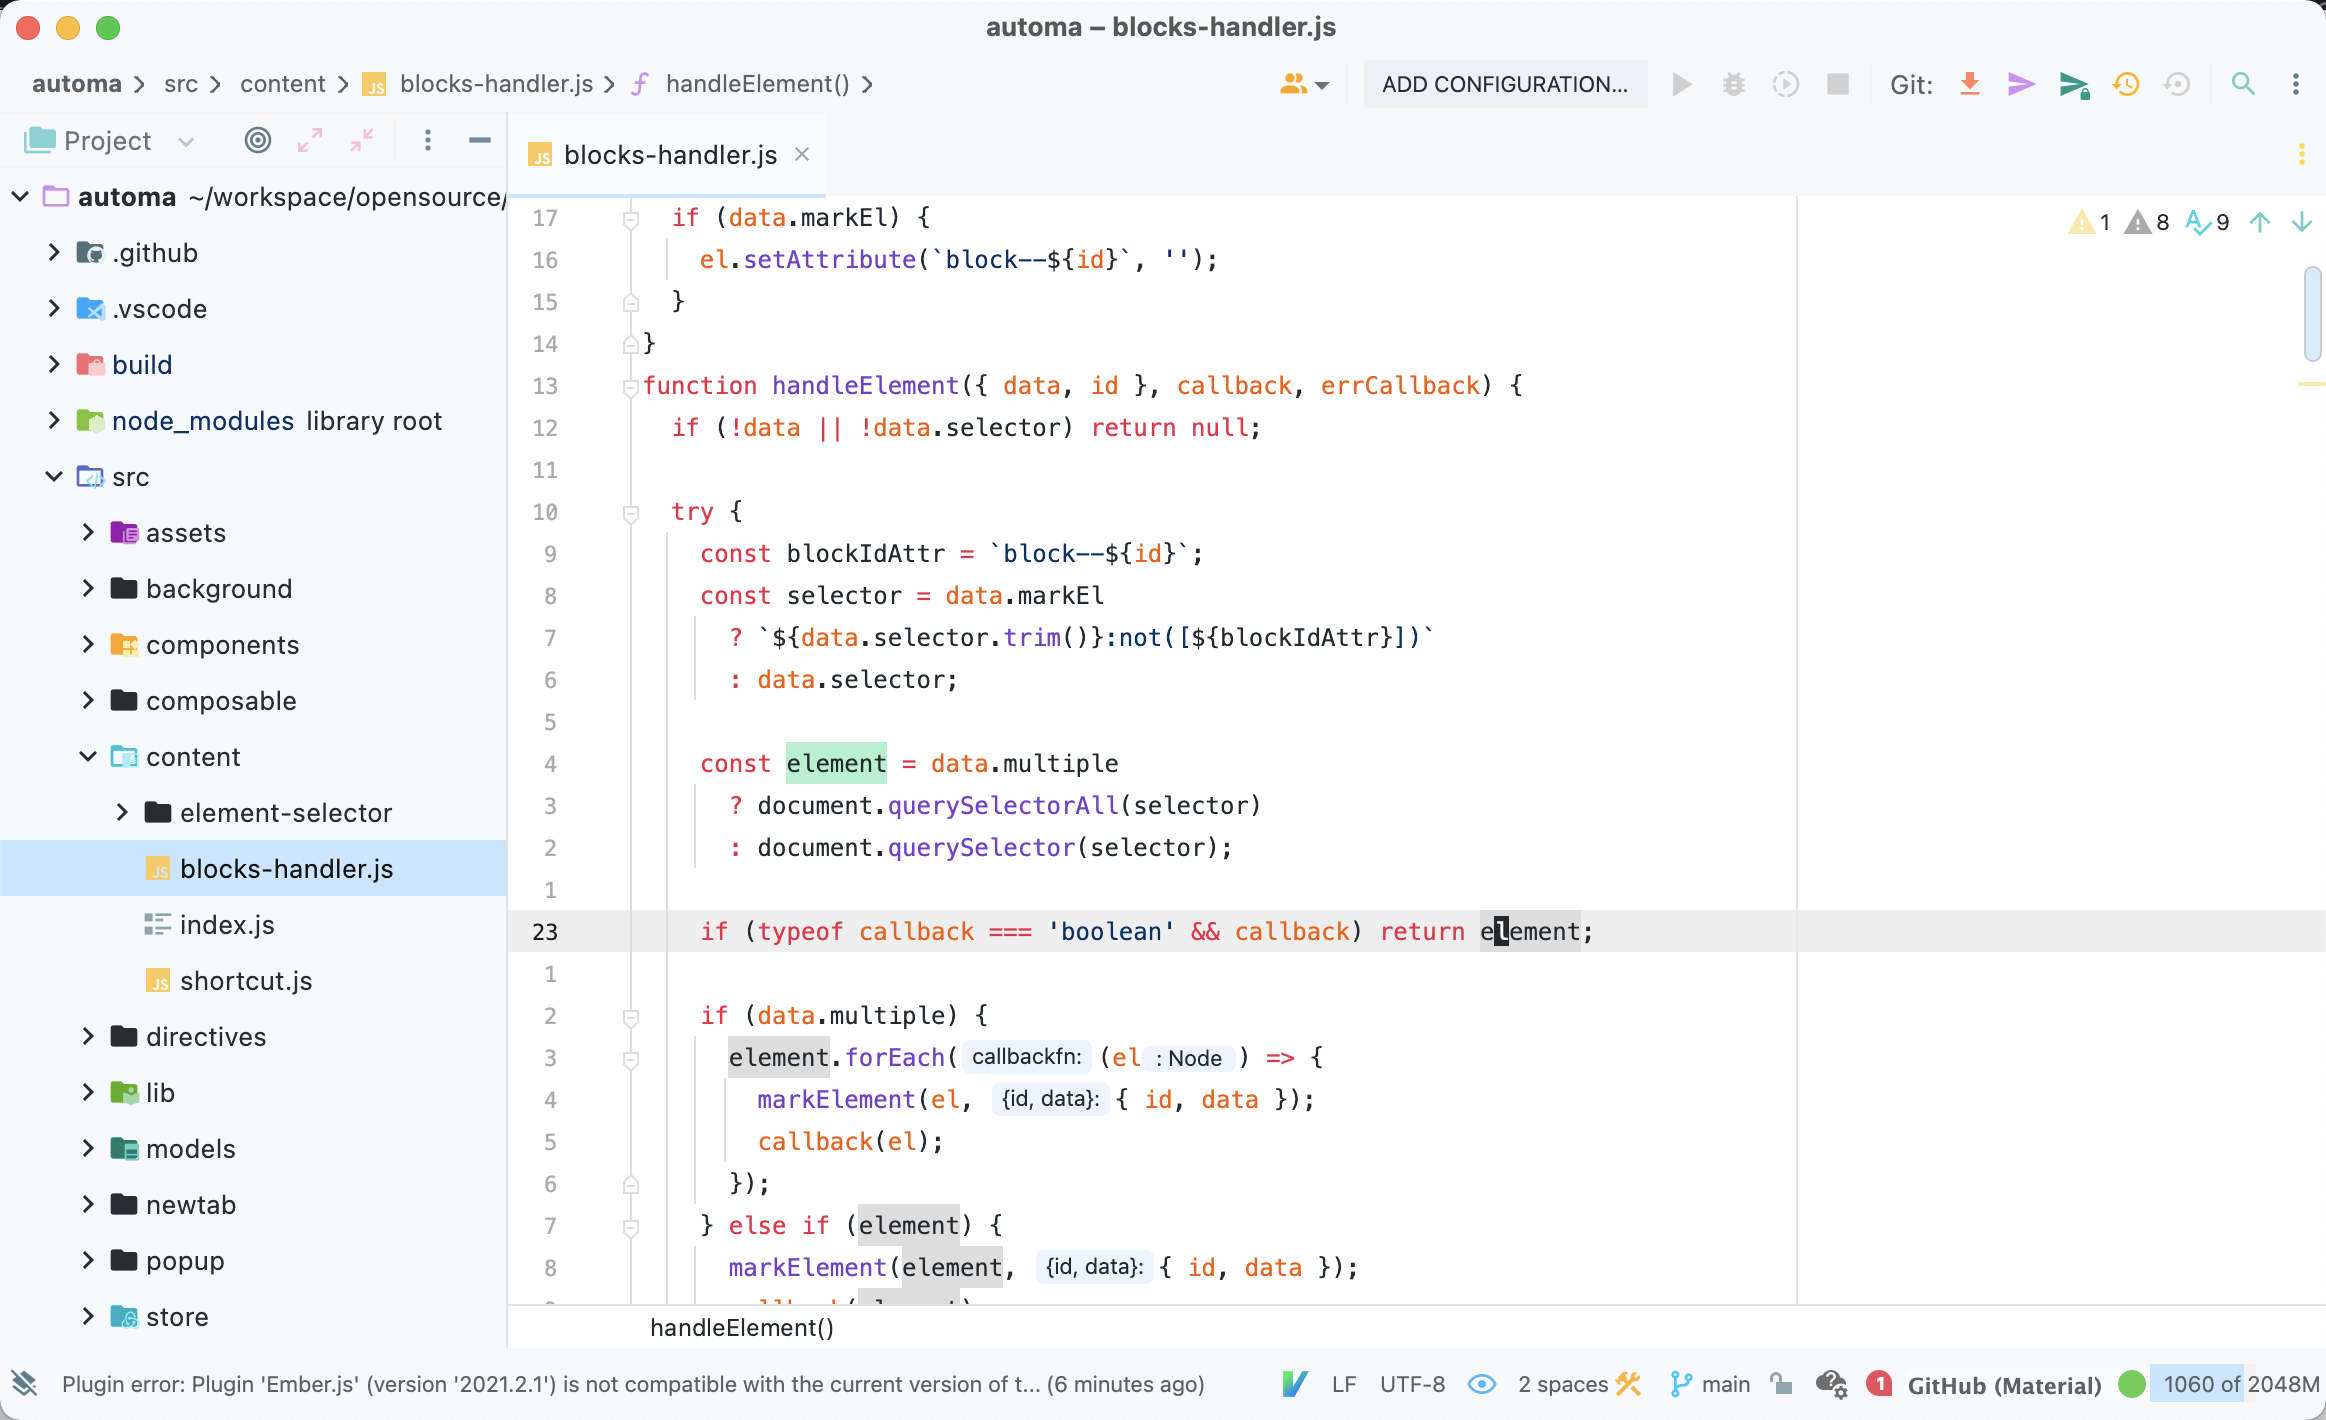 automa – blocks-handler.js
automa src content blocks-handler.js handleElement()
ADD CONFIGURATION... Git:
Project
blocks-handler.js
automa ~/workspace/opensource/
.github
.vscode
build
node_modules library root
src
assets
background
components
composable
content
element-selector
blocks-handler.js
index.js
shortcut.js
directives
lib
models
newtab
popup
store
1 8 9
17 if (data.markEl) {
16 el.setAttribute(`block--${id}`, '');
15 }
14 }
13 function handleElement({ data, id }, callback, errCallback) {
12 if (!data || !data.selector) return null;
11
10 try {
9 const blockIdAttr = `block--${id}`;
8 const selector = data.markEl
7 ? `${data.selector.trim()}:not([${blockIdAttr}])`
6 : data.selector;
5
4 const element = data.multiple
3 ? document.querySelectorAll(selector)
2 : document.querySelector(selector);
1
23 if (typeof callback === 'boolean' && callback) return element;
1
2 if (data.multiple) {
3 element.forEach( callbackfn: (el : Node ) => {
4 markElement(el, {id, data}: { id, data });
5 callback(el);
6 });
7 } else if (element) {
8 markElement(element, {id, data}: { id, data });
handleElement()
Plugin error: Plugin 'Ember.js' (version '2021.2.1') is not compatible with the current version of t... (6 minutes ago)
LF UTF-8 2 spaces main 1 GitHub (Material) 1060 of 2048M